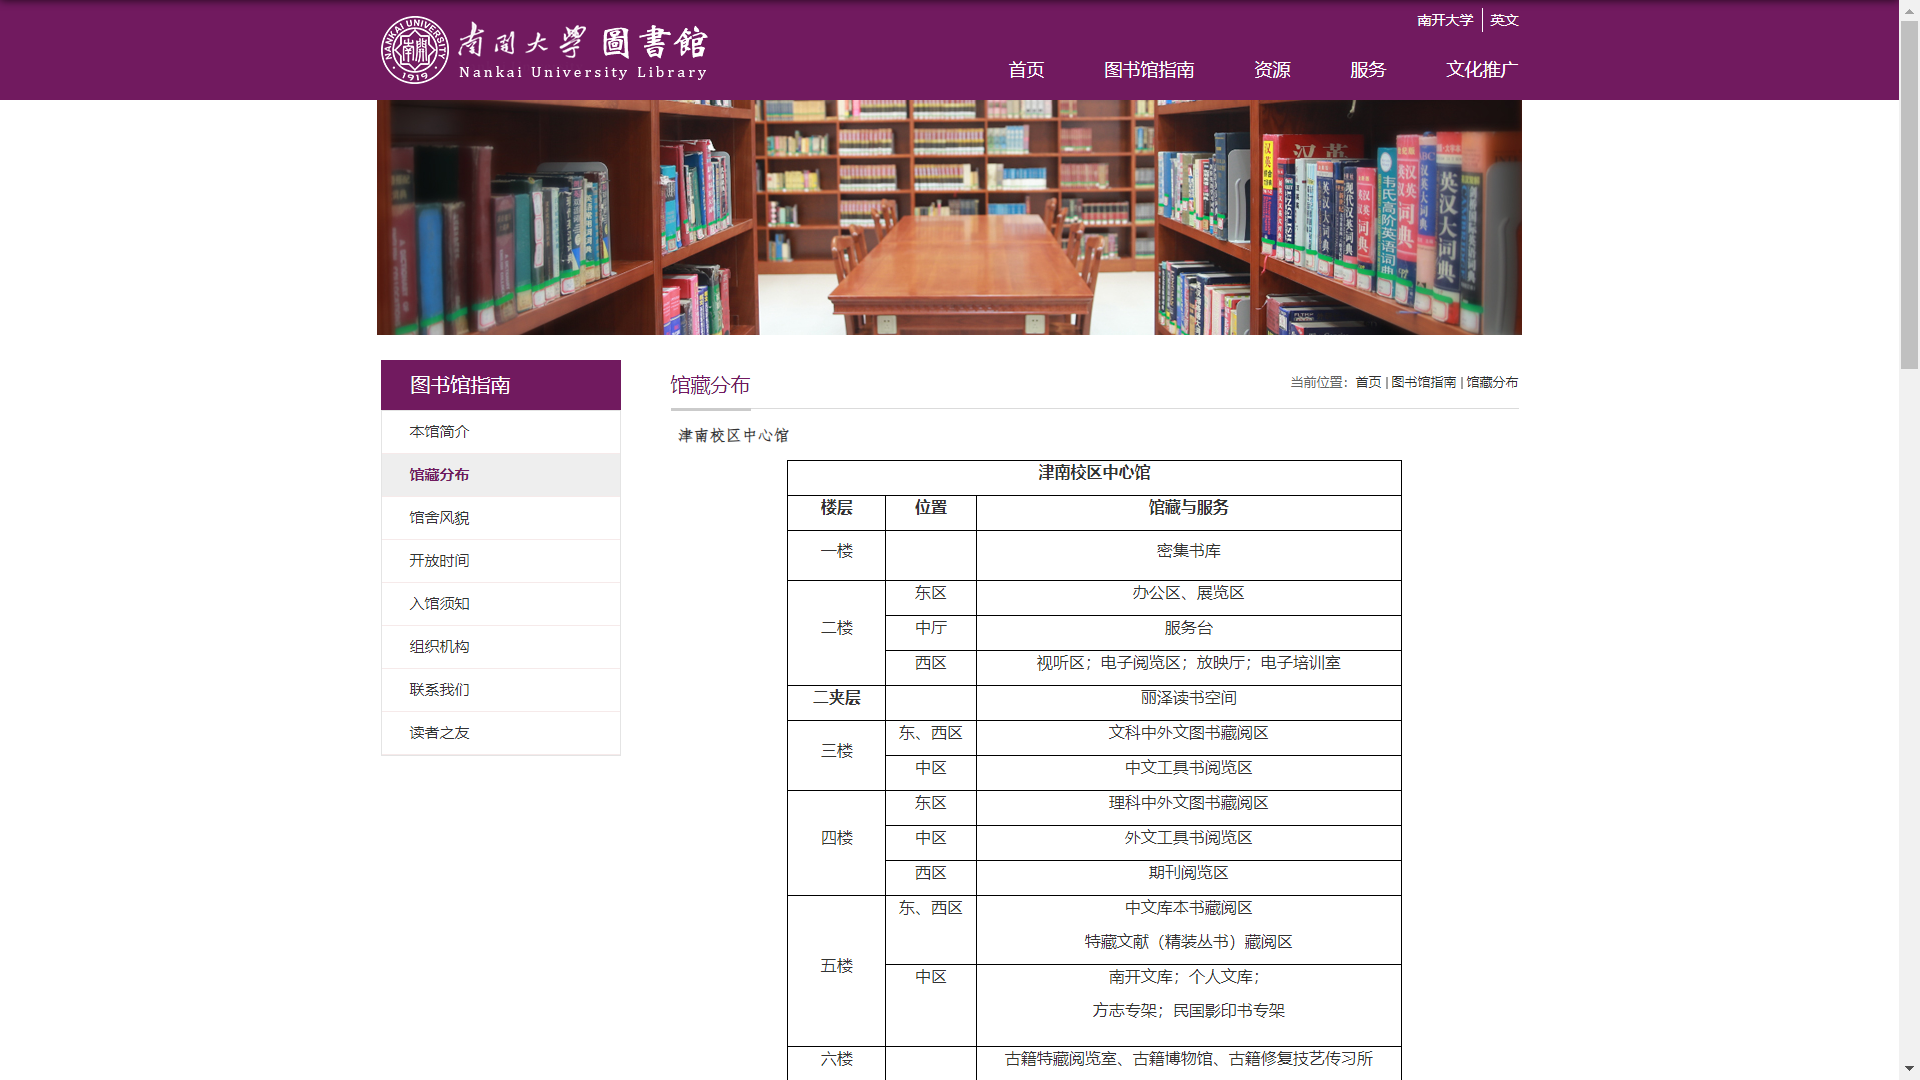 南开大学 英文
南開大學 圖書館
Nankai University Library
NANKAI UNIVERSITY
1919
首页 图书馆指南 资源 服务 文化推广
图书馆指南
本馆简介
馆藏分布
馆舍风貌
开放时间
入馆须知
组织机构
联系我们
读者之友
馆藏分布
当前位置: 首页 | 图书馆指南 | 馆藏分布
津南校区中心馆
津南校区中心馆
楼层 位置 馆藏与服务
一楼 密集书库
二楼 东区 办公区、展览区
中厅 服务台
西区 视听区；电子阅览区；放映厅；电子培训室
二夹层 丽泽读书空间
三楼 东、西区 文科中外文图书藏阅区
中区 中文工具书阅览区
四楼 东区 理科中外文图书藏阅区
中区 外文工具书阅览区
西区 期刊阅览区
五楼 东、西区 中文库本书藏阅区
特藏文献（精装丛书）藏阅区
中区 南开文库；个人文库；
方志专架；民国影印书专架
六楼 古籍特藏阅览室、古籍博物馆、古籍修复技艺传习所